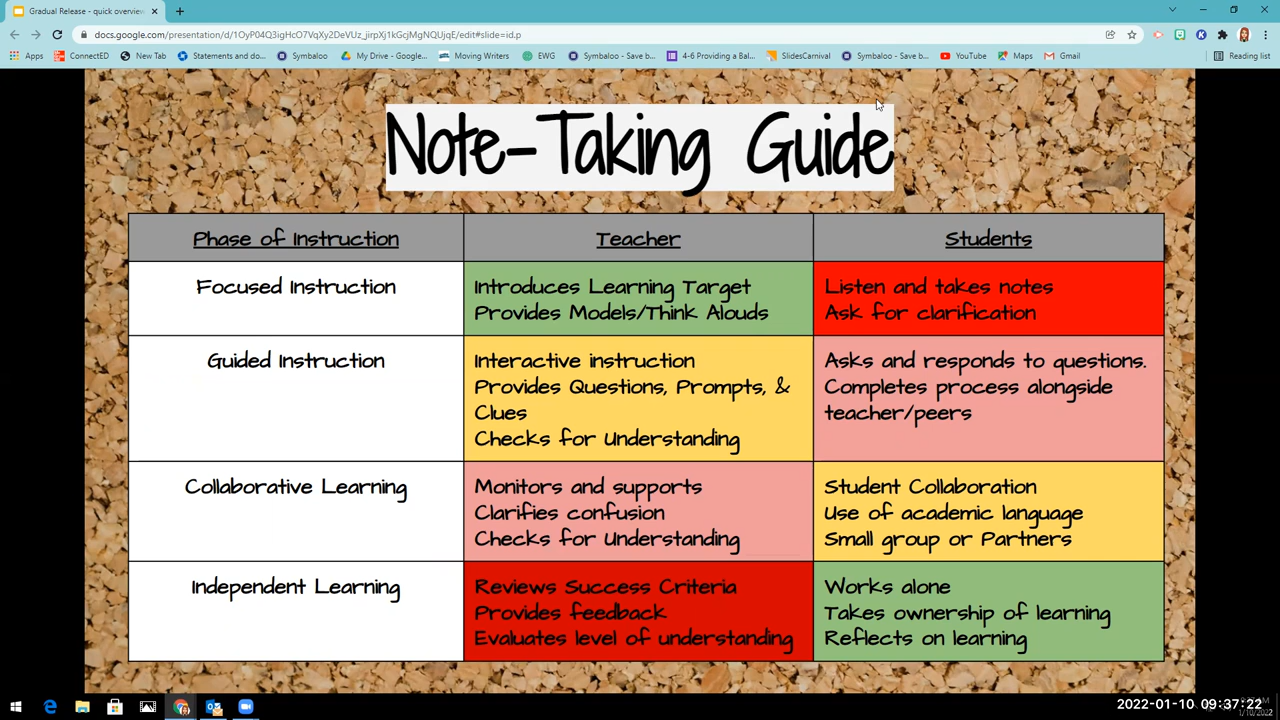 Gradual Release - quick overview
docs.google.com/presentation/d/1OyP04Q3igHcO7VqXy2DeVUz_jirpXj1kGcjMgNQUjqE/edit#slide=id.p
Apps ConnectED New Tab Statements and do... Symbaloo My Drive - Google... Moving Writers EWG Symbaloo - Save b... 4-6 Providing a Bal... SlidesCarnival Symbaloo - Save b... YouTube Maps Gmail Reading list
Note-Taking Guide
Phase of Instruction Teacher Students
Focused Instruction
Introduces Learning Target
Provides Models/Think Alouds
Listen and takes notes
Ask for clarification
Guided Instruction
Interactive instruction
Provides Questions, Prompts, &
Clues
Checks for Understanding
Asks and responds to questions.
Completes process alongside
teacher/peers
Collaborative Learning
Monitors and supports
Clarifies confusion
Checks for Understanding
Student Collaboration
Use of academic language
Small group or Partners
Independent Learning
Reviews Success Criteria
Provides feedback
Evaluates level of understanding
Works alone
Takes ownership of learning
Reflects on learning
2022-01-10 09:37:22